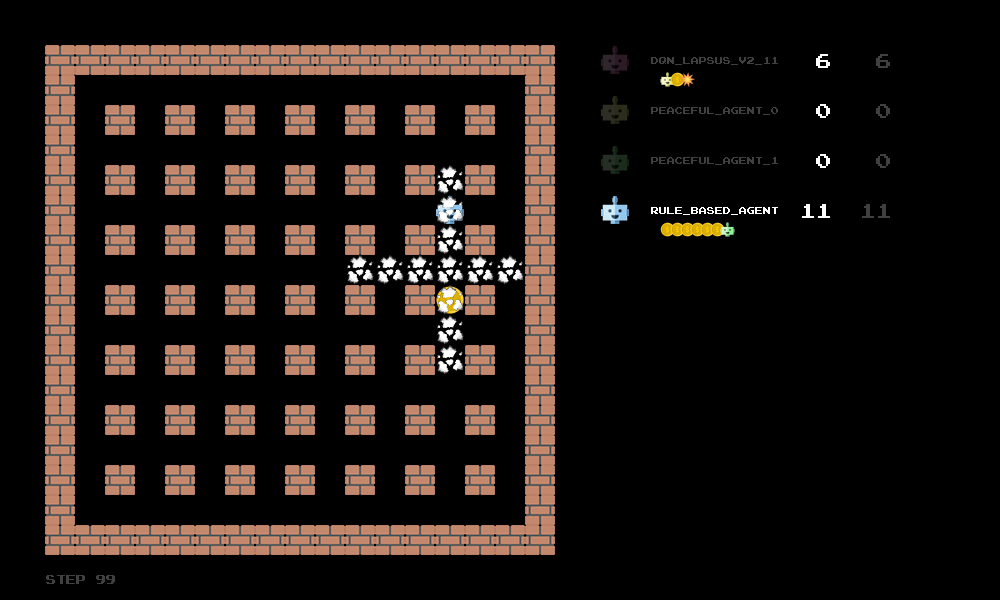 DQN_LAPSUS_V2_11 6 6
PEACEFUL_AGENT_0 0 0
PEACEFUL_AGENT_1 0 0
RULE_BASED_AGENT 11 11
STEP 99